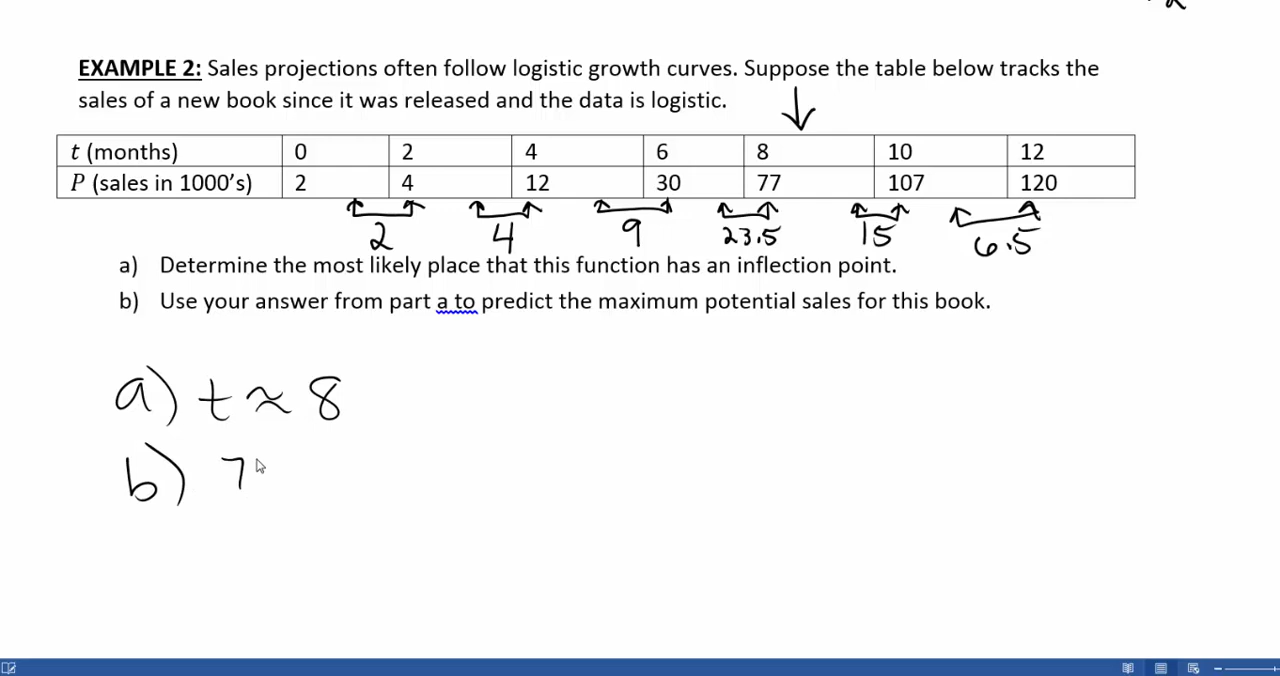 EXAMPLE 2: Sales projections often follow logistic growth curves. Suppose the table below tracks the
sales of a new book since it was released and the data is logistic.
t (months) 0 2 4 6 8 10 12
P (sales in 1000's) 2 4 12 30 77 107 120
2 4 9 23.5 15 6.5
a) Determine the most likely place that this function has an inflection point.
b) Use your answer from part a to predict the maximum potential sales for this book.
a) t ≈ 8
b) 7